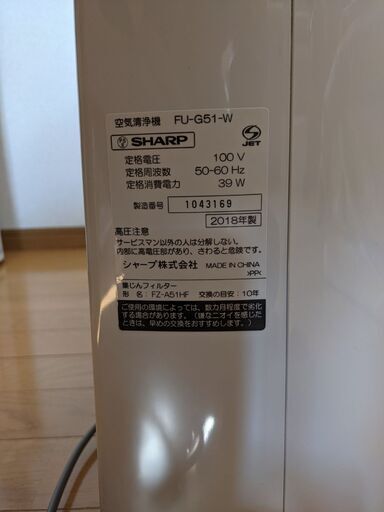 空気清浄機 FU-G51-W
SHARP
JET
定格電圧 100 V
定格周波数 50-60 Hz
定格消費電力 39 W
製造番号 1043169
2018年製
高圧注意
サービスマン以外の人は分解しない。
内部に高電圧部があり、さわると危険です。
シャープ株式会社 MADE IN CHINA
>PP<
集じんフィルター
形 名：FZ-A51HF 交換の目安：10年
ご使用の環境によっては、数カ月程度で劣化
する場合があります。（嫌なニオイを感じた
ときは、早めの交換をおすすめします。）